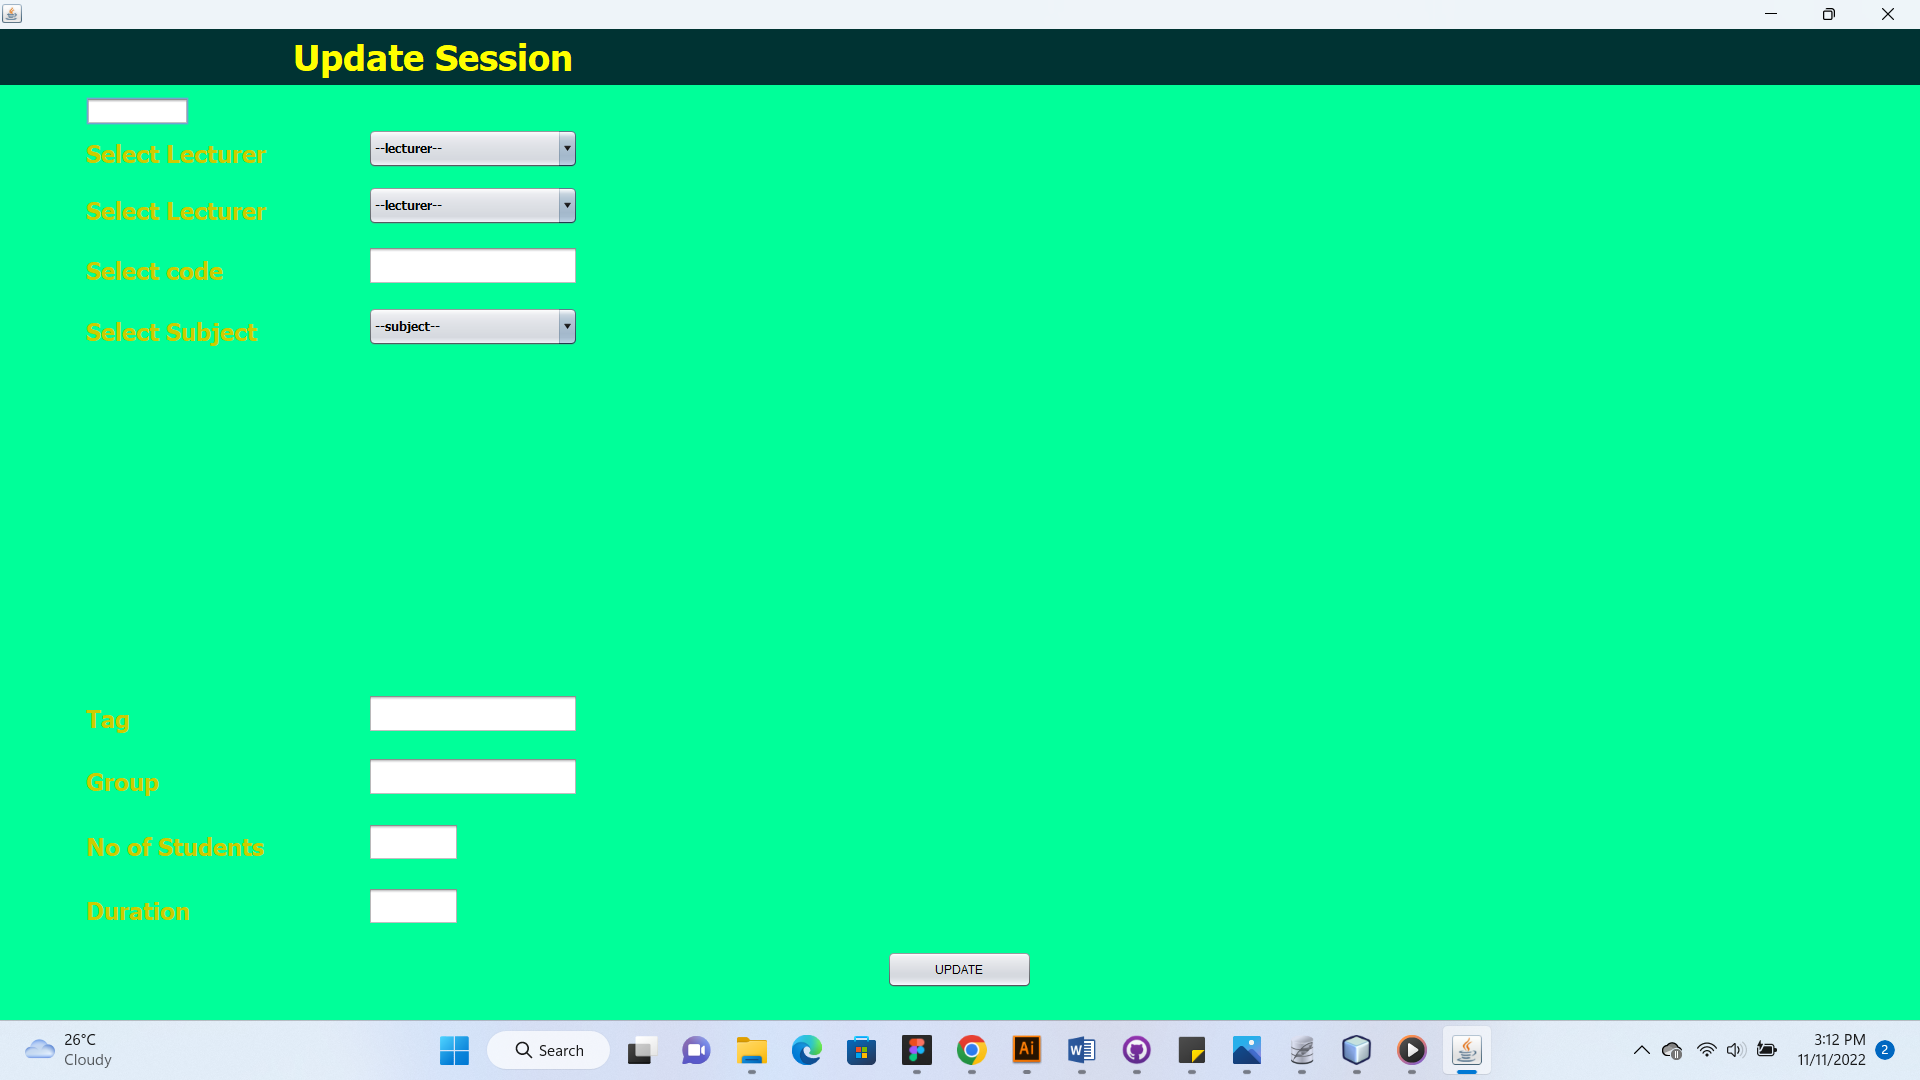 Update Session
Select Lecturer
--lecturer--
Select Lecturer
--lecturer--
Select code
Select Subject
--subject--
Tag
Group
No of Students
Duration
UPDATE
26°C
Cloudy
Search
Ai
W
3:12 PM
11/11/2022
2